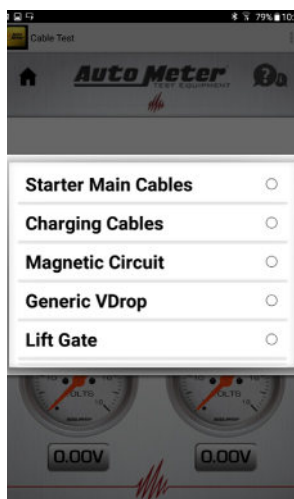 79% 10:
Cable Test
Auto Meter
TEST EQUIPMENT
Starter Main Cables
Charging Cables
Magnetic Circuit
Generic VDrop
Lift Gate
VOLTS
VOLTS
0.00V
0.00V